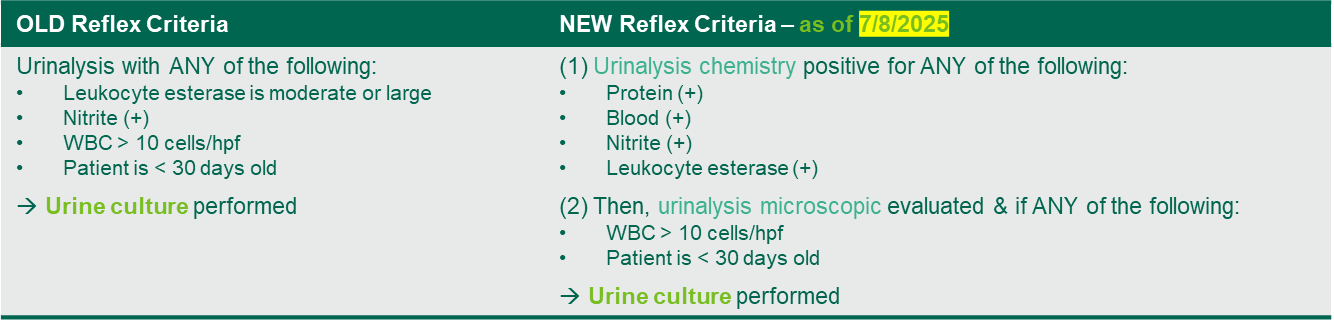 OLD Reflex Criteria
Urinalysis with ANY of the following:
• Leukocyte esterase is moderate or large
• Nitrite (+)
• WBC > 10 cells/hpf
• Patient is < 30 days old
→ Urine culture performed
NEW Reflex Criteria – as of 7/8/2025
(1) Urinalysis chemistry positive for ANY of the following:
• Protein (+)
• Blood (+)
• Nitrite (+)
• Leukocyte esterase (+)
(2) Then, urinalysis microscopic evaluated & if ANY of the following:
• WBC > 10 cells/hpf
• Patient is < 30 days old
→ Urine culture performed